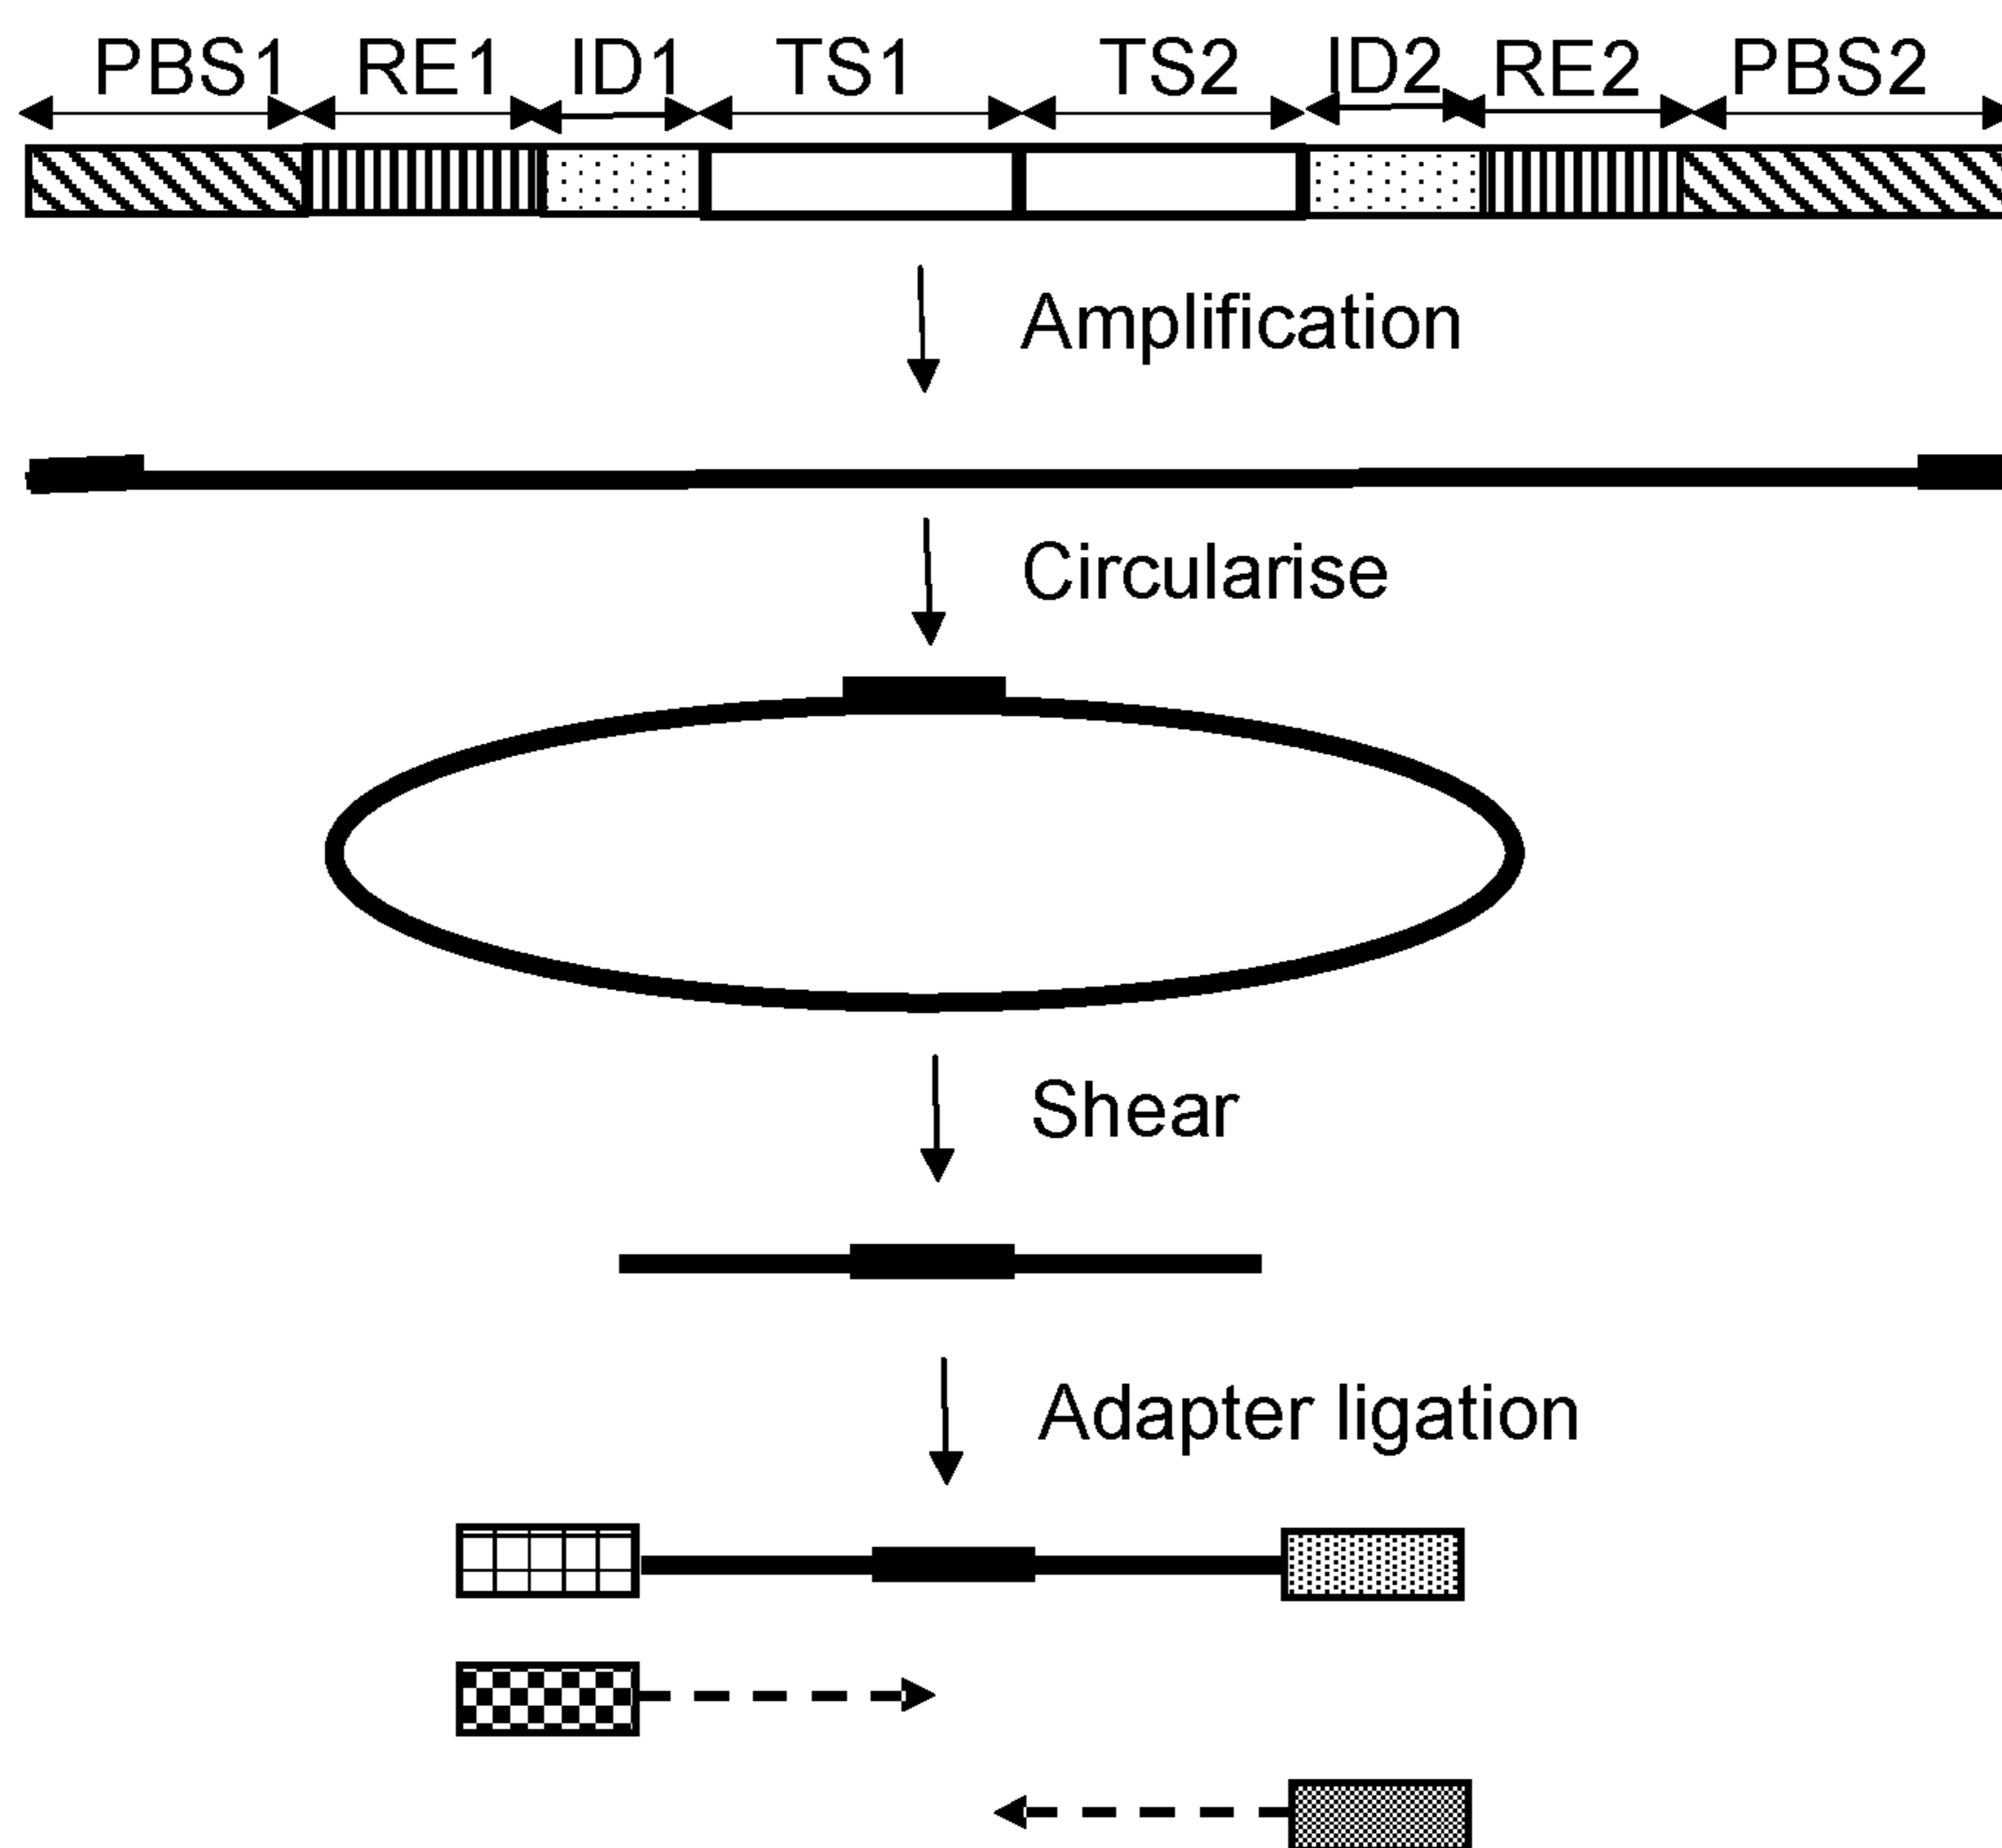 PBS1 RE1 ID1 TS1 TS2 ID2 RE2 PBS2
Amplification
Circularise
Shear
Adapter ligation